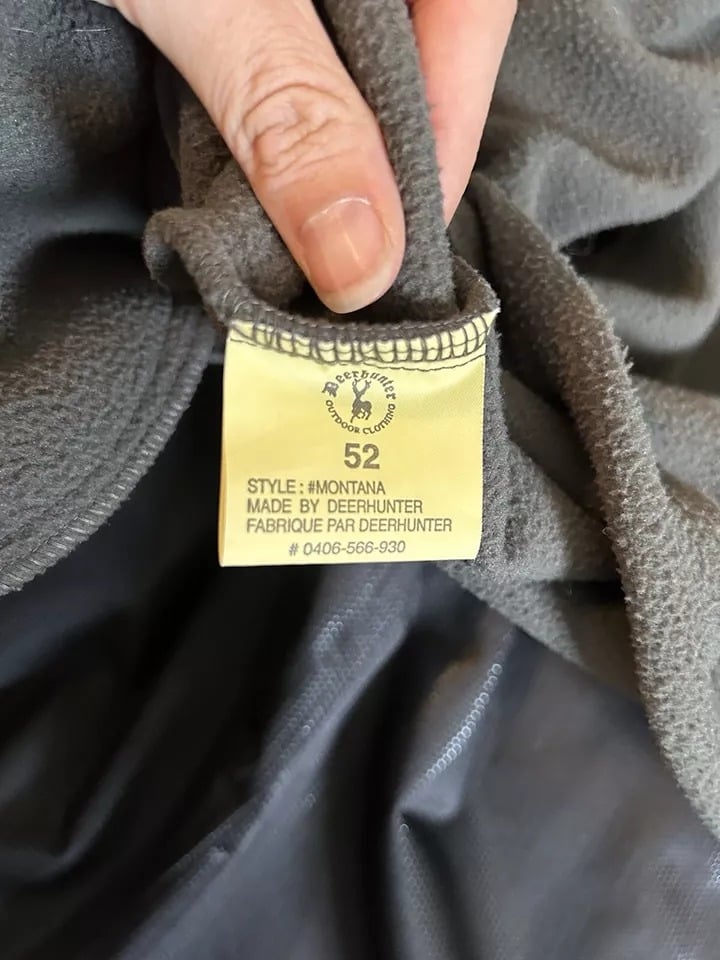 Deerhunter
OUTDOOR CLOTHING
52
STYLE : #MONTANA
MADE BY DEERHUNTER
FABRIQUE PAR DEERHUNTER
# 0406-566-930